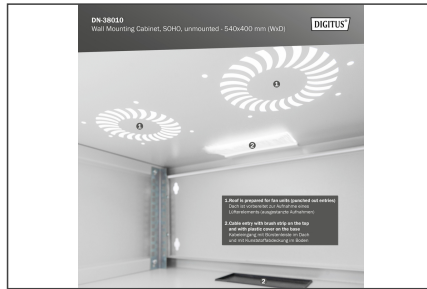 DN-38010
Wall Mounting Cabinet, SOHO, unmounted - 540x400 mm (WxD)
DIGITUS®
1
1
2
1. Roof is prepared for fan units (punched out entries)
Dach ist vorbereitet zur Aufnahme eines
Lüfterelements (ausgestanzte Aufnahmen)
2. Cable entry with brush strip on the top
and with plastic cover on the base
Kabeleingang mit Bürstenleiste im Dach
und mit Kunststoffabdeckung im Boden
2